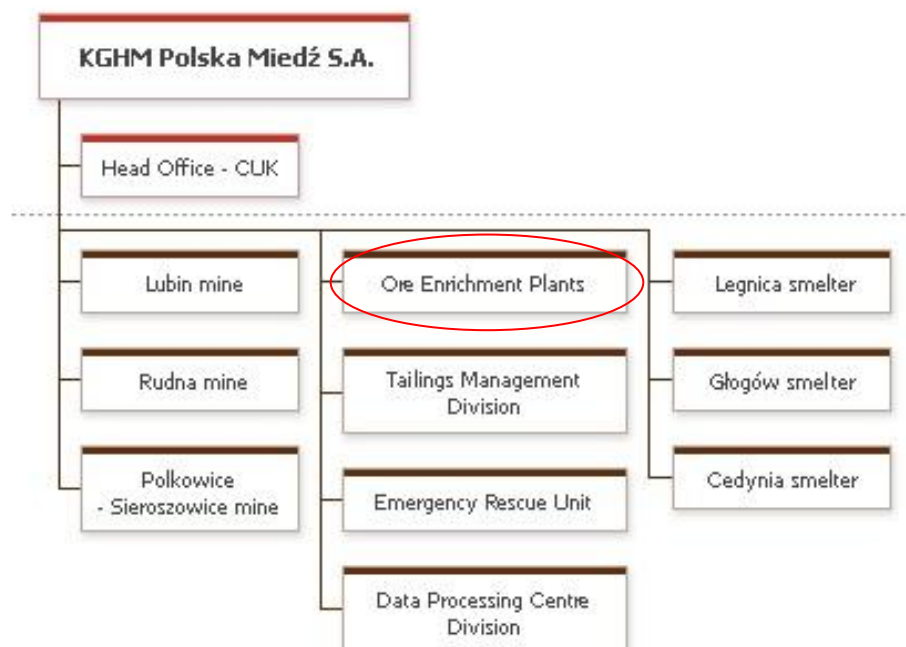 KGHM Polska Miedź S.A.
Head Office - CUK
Lubin mine
Rudna mine
Polkowice
- Sieroszowice mine
Ore Enrichment Plants
Tailings Management
Division
Emergency Rescue Unit
Data Processing Centre
Division
Legnica smelter
Głogów smelter
Cedynia smelter